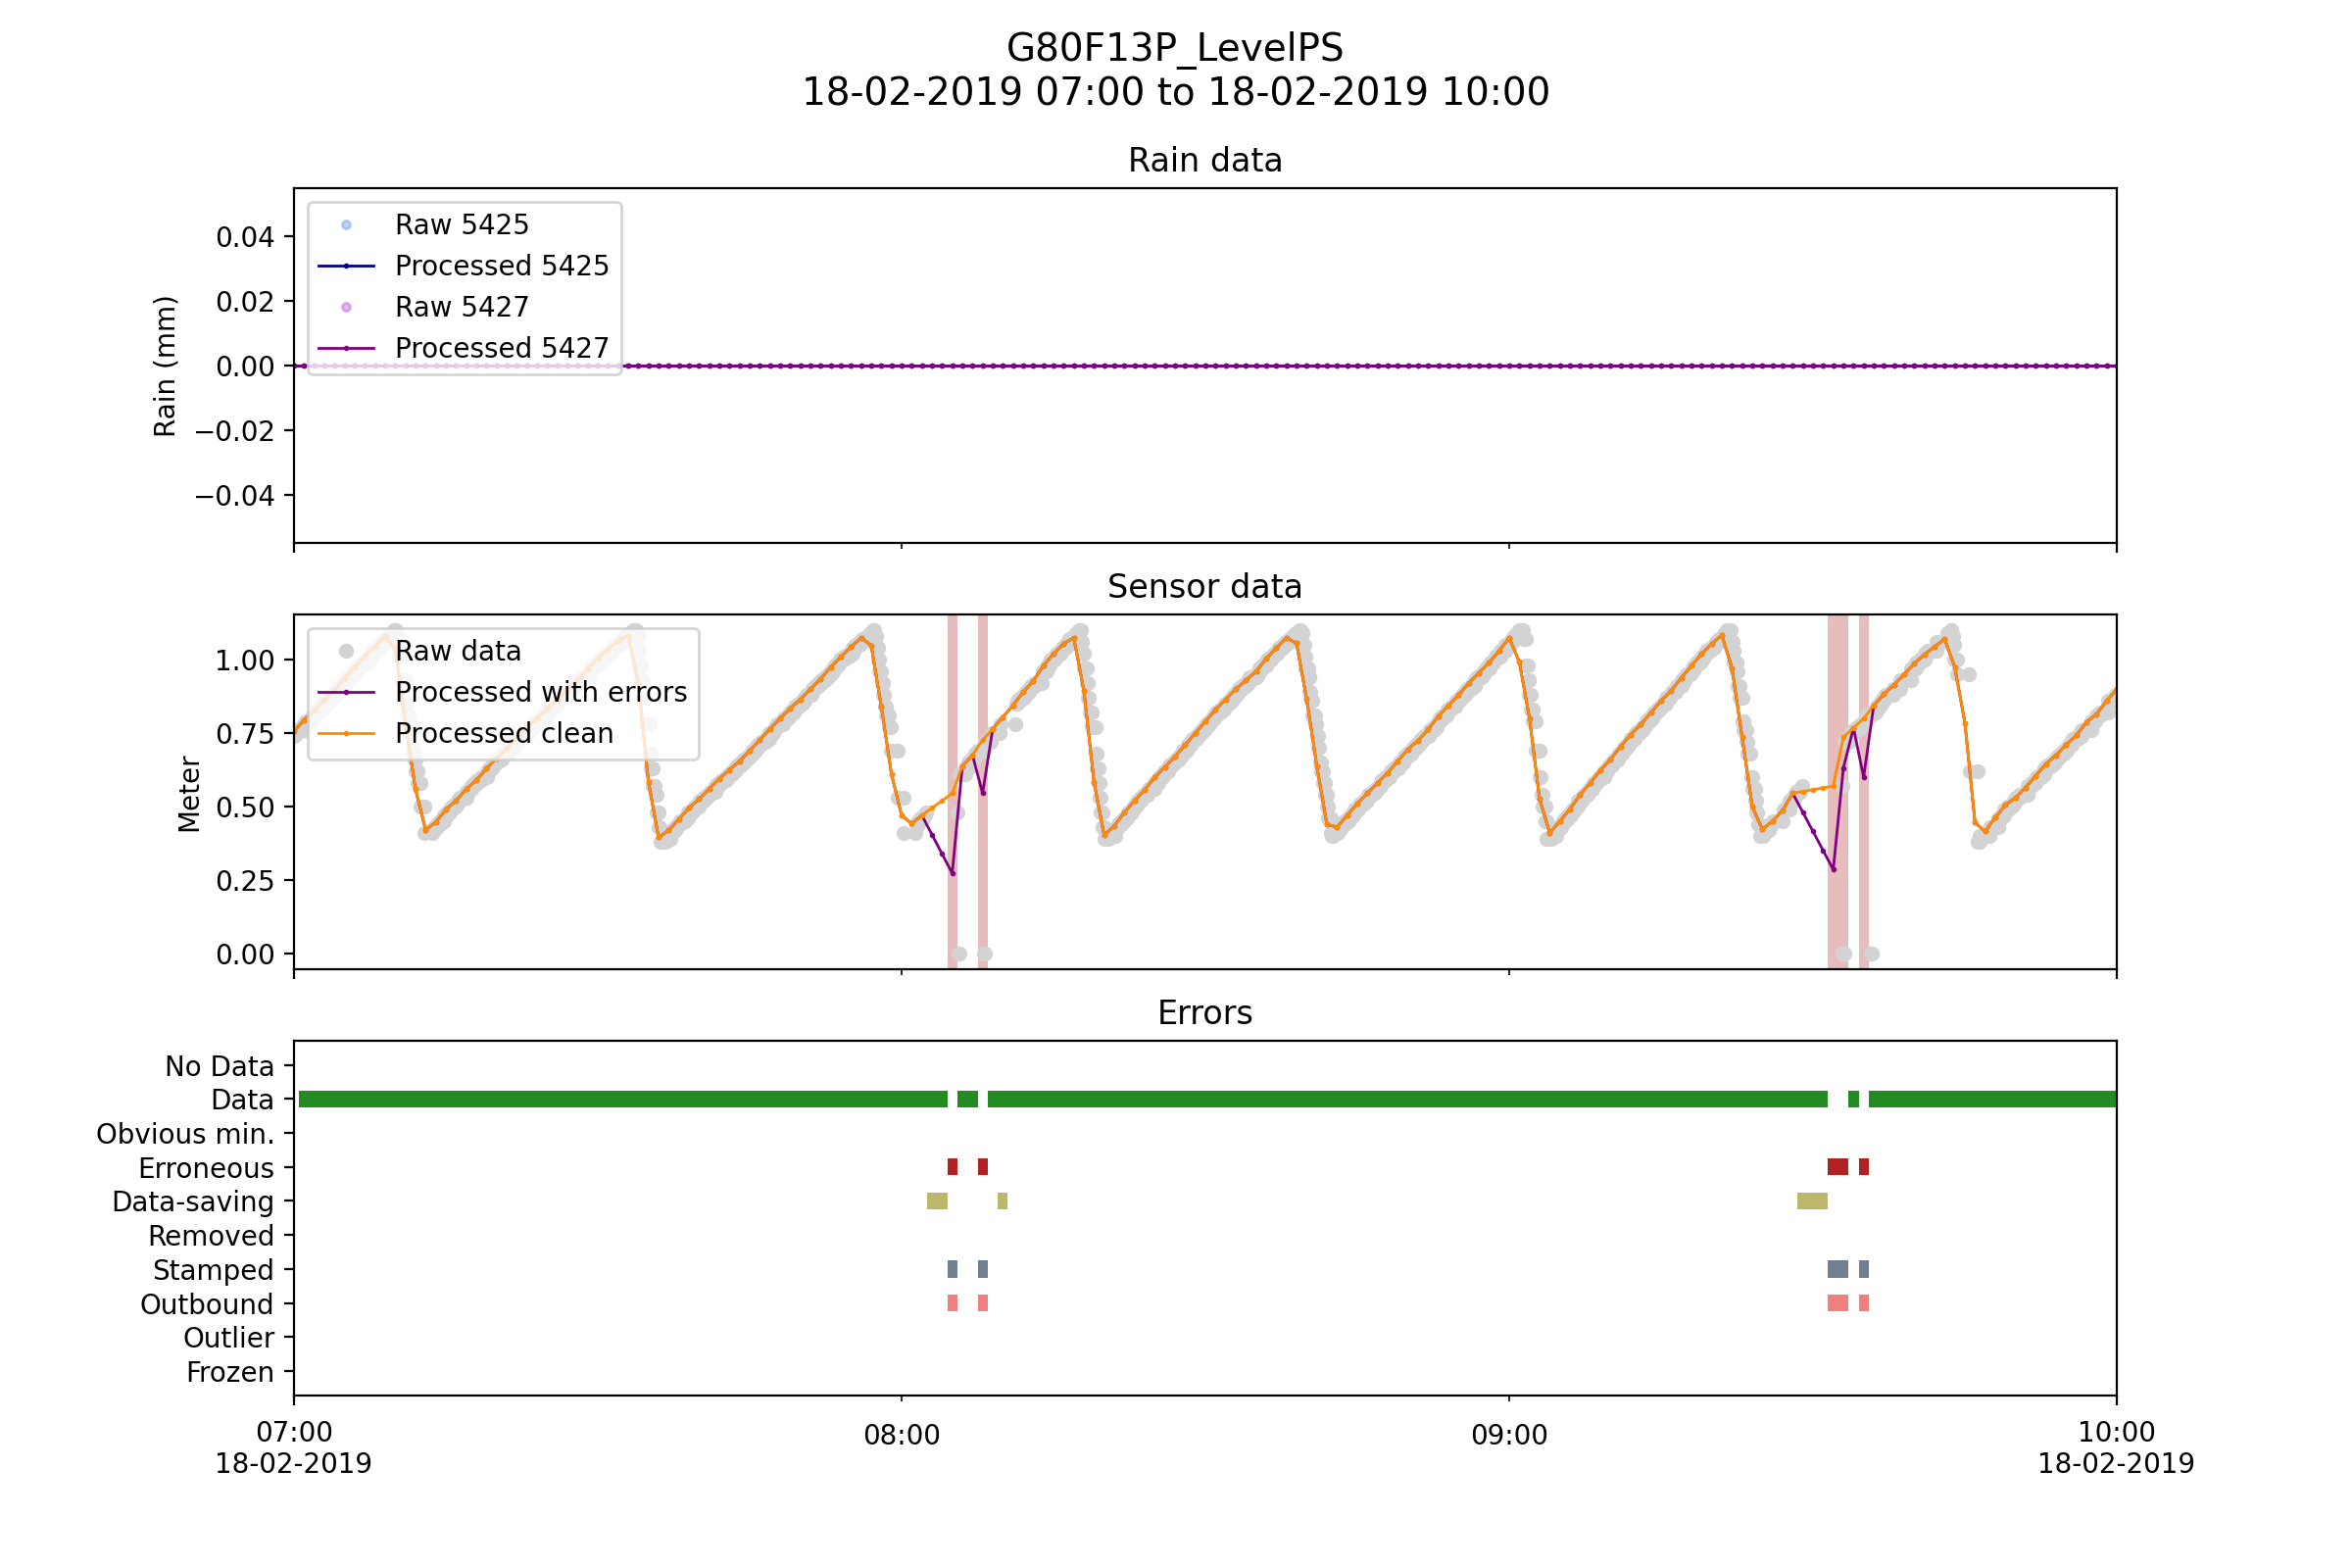 G80F13P_LevelPS
18-02-2019 07:00 to 18-02-2019 10:00
Rain data
Rain (mm)
0.04
0.02
0.00
−0.02
−0.04
Raw 5425
Processed 5425
Raw 5427
Processed 5427
Sensor data
Meter
1.00
0.75
0.50
0.25
0.00
Raw data
Processed with errors
Processed clean
Errors
No Data
Data
Obvious min.
Erroneous
Data-saving
Removed
Stamped
Outbound
Outlier
Frozen
07:00
18-02-2019
08:00
09:00
10:00
18-02-2019